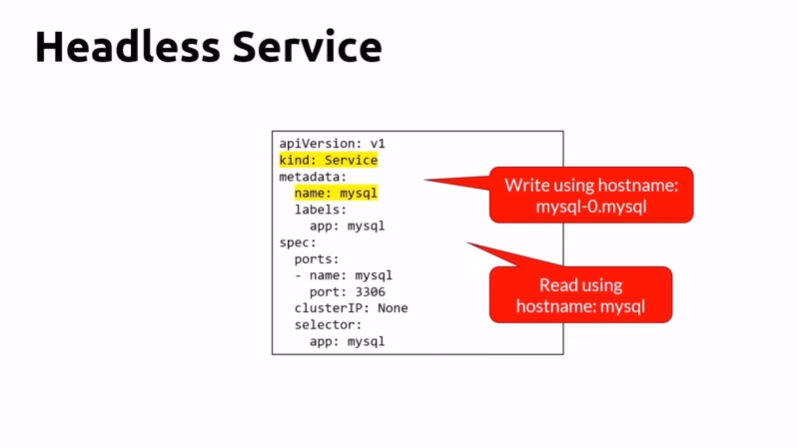 Headless Service
apiVersion: v1
kind: Service
metadata:
  name: mysql
  labels:
    app: mysql
spec:
  ports:
  - name: mysql
    port: 3306
  clusterIP: None
  selector:
    app: mysql
Write using hostname:
mysql-0.mysql
Read using
hostname: mysql